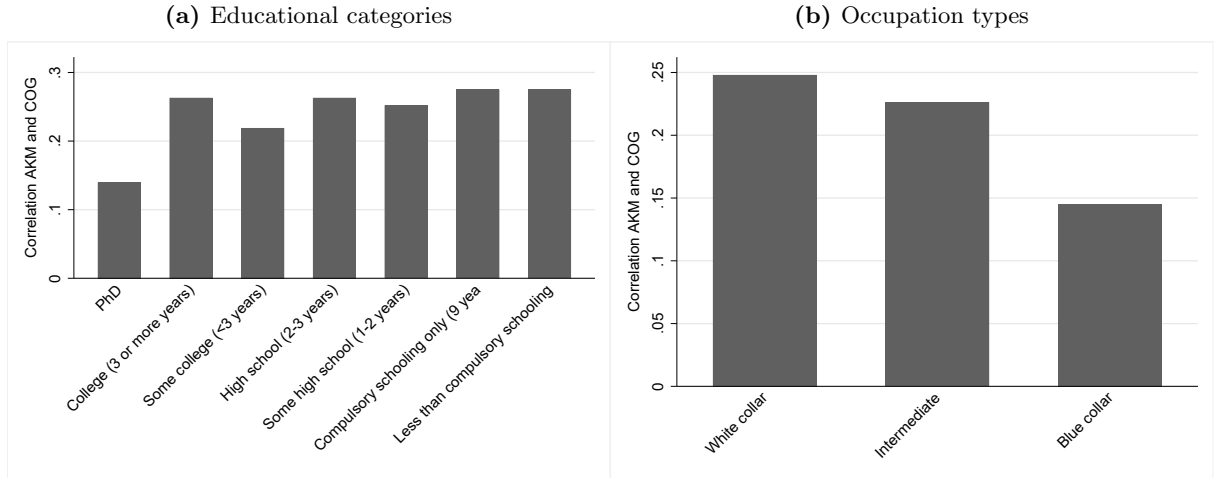 (a) Educational categories
Correlation AKM and COG
.3
.2
.1
0
PhD
College (3 or more years)
Some college (<3 years)
High school (2-3 years)
Some high school (1-2 years)
Compulsory schooling only (9 yea
Less than compulsory schooling
(b) Occupation types
Correlation AKM and COG
.25
.2
.15
.1
.05
0
White collar
Intermediate
Blue collar